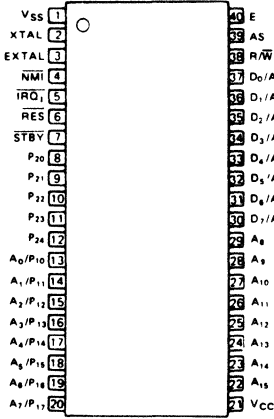 VSS 1 40 E
XTAL 2 39 AS
EXTAL 3 38 R/W̅
N̅M̅I̅ 4 37 D0/A
I̅R̅Q̅1 5 36 D1/A
R̅E̅S̅ 6 35 D2/A
S̅T̅B̅Y̅ 7 34 D3/A
P20 8 33 D4/A
P21 9 32 D5/A
P22 10 31 D6/A
P23 11 30 D7/A
P24 12 29 A8
A0/P10 13 28 A9
A1/P11 14 27 A10
A2/P12 15 26 A11
A3/P13 16 25 A12
A4/P14 17 24 A13
A5/P15 18 23 A14
A6/P16 19 22 A15
A7/P17 20 21 VCC